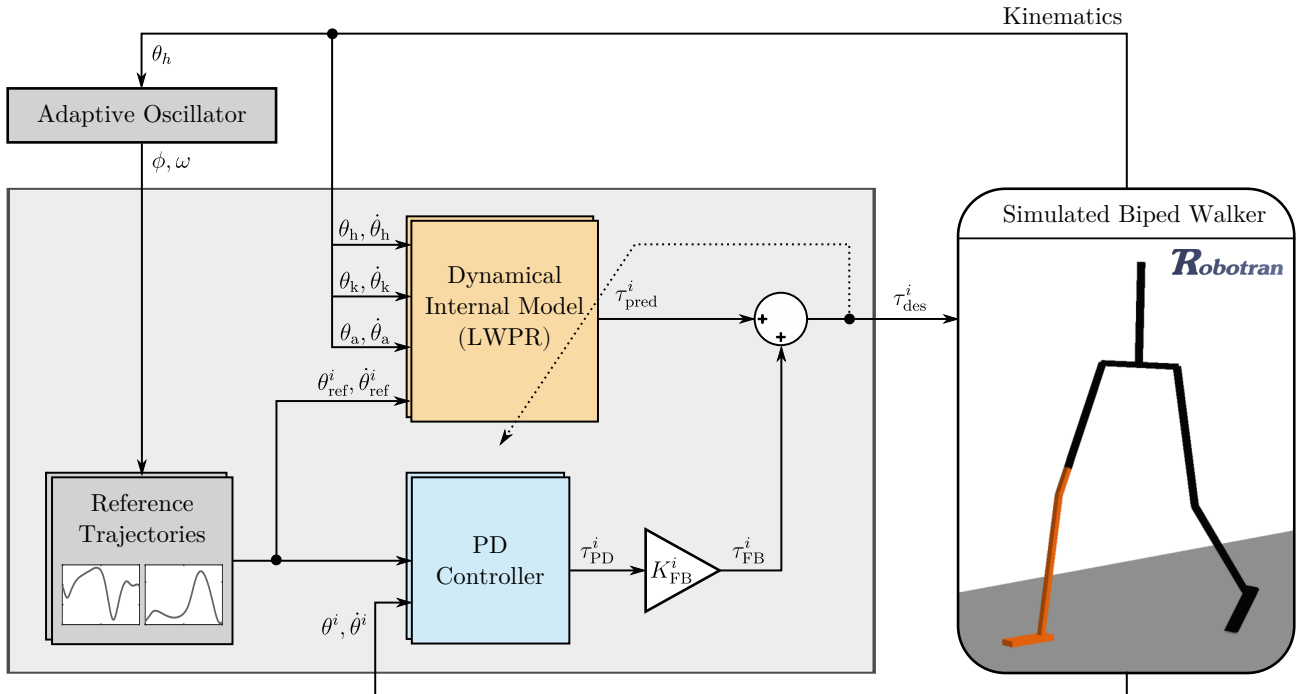 Kinematics
θ_h
Adaptive Oscillator
ϕ, ω
Simulated Biped Walker
Robotran
θ_h, θ̇_h
θ_k, θ̇_k
θ_a, θ̇_a
θ^i_ref, θ̇^i_ref
Dynamical
Internal Model
(LWPR)
τ^i_pred
+
+
τ^i_des
Reference
Trajectories
PD
Controller
τ^i_PD
K^i_FB
τ^i_FB
θ^i, θ̇^i